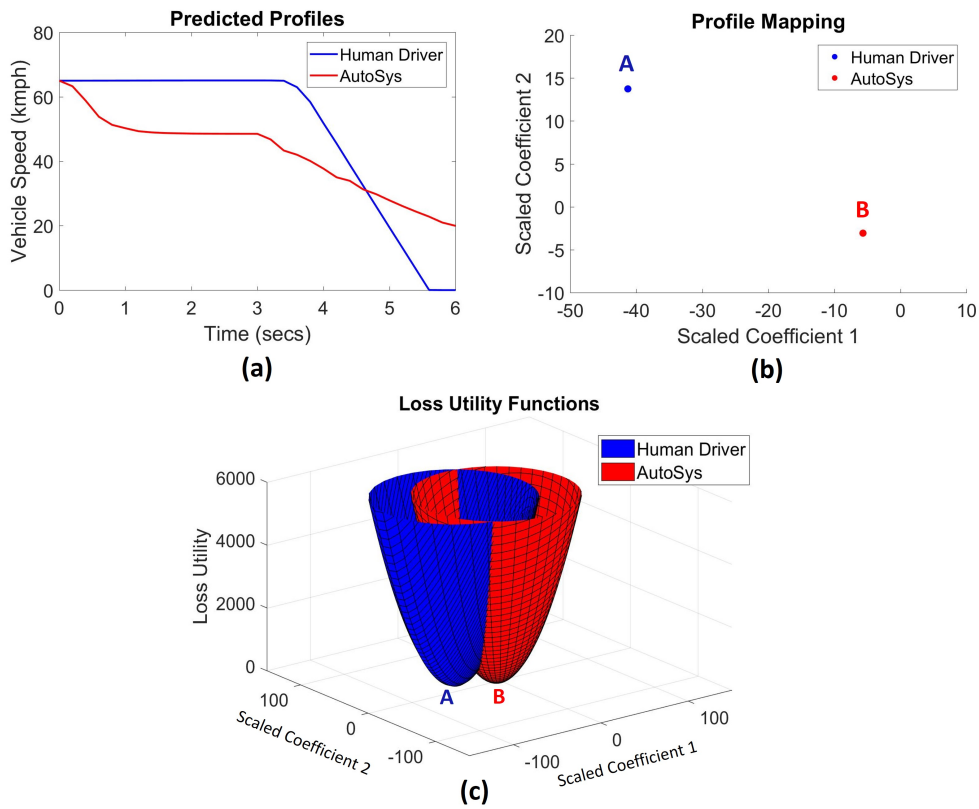 Predicted Profiles
Human Driver
AutoSys
80
60
40
20
0
Vehicle Speed (kmph)
0 1 2 3 4 5 6
Time (secs)
(a)
Profile Mapping
Human Driver
AutoSys
A
B
20
15
10
5
0
-5
-10
Scaled Coefficient 2
-50 -40 -30 -20 -10 0 10
Scaled Coefficient 1
(b)
Loss Utility Functions
Human Driver
AutoSys
6000
4000
2000
0
Loss Utility
A
B
100
0
-100
Scaled Coefficient 2
-100
0
100
Scaled Coefficient 1
(c)